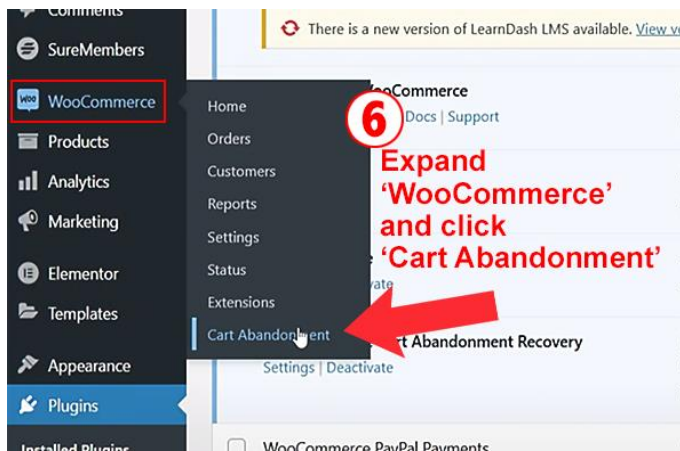 Comments
SureMembers
WooCommerce
Products
Analytics
Marketing
Elementor
Templates
Appearance
Plugins
Installed Plugins
Home
Orders
Customers
Reports
Settings
Status
Extensions
Cart Abandonment
There is a new version of LearnDash LMS available. View
WooCommerce
Docs | Support
6
Expand
‘WooCommerce’
and click
‘Cart Abandonment’
Abandonment Recovery
Settings | Deactivate
WooCommerce PayPal Payments